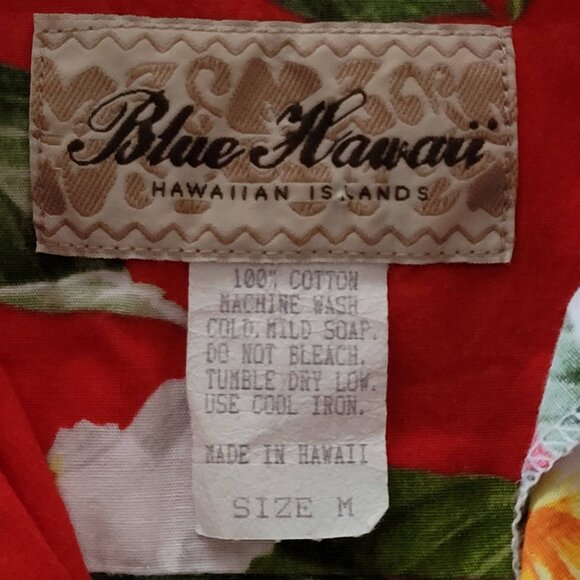 Blue Hawaii
HAWAIIAN ISLANDS
100% COTTON
MACHINE WASH
COLD, MILD SOAP.
DO NOT BLEACH.
TUMBLE DRY LOW.
USE COOL IRON.
MADE IN HAWAII
SIZE M